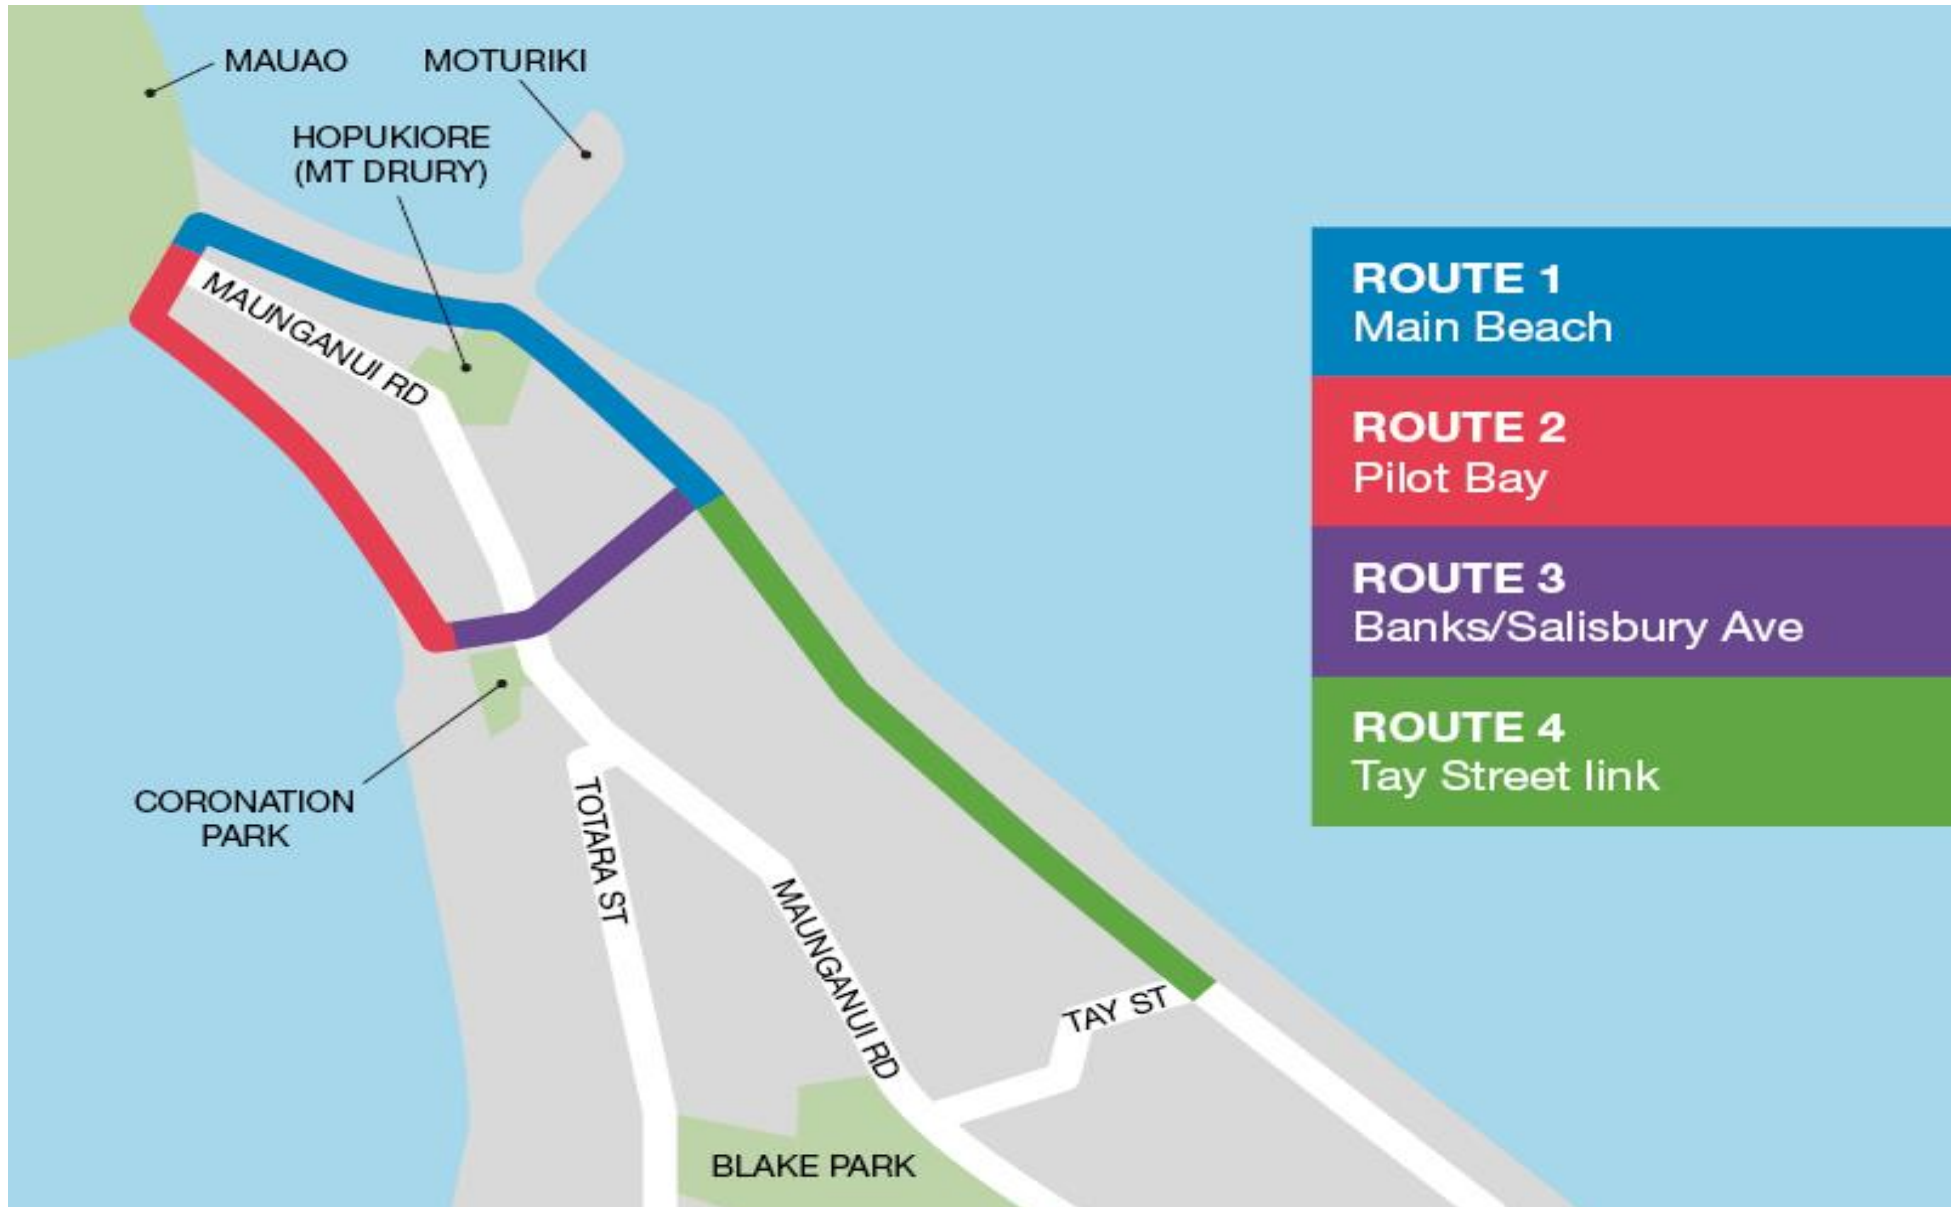 MAUAO
MOTURIKI
HOPUKIORE
(MT DRURY)
MAUNGANUI RD
ROUTE 1
Main Beach
ROUTE 2
Pilot Bay
ROUTE 3
Banks/Salisbury Ave
ROUTE 4
Tay Street link
CORONATION
PARK
TOTARA ST
MAUNGANUI RD
TAY ST
BLAKE PARK